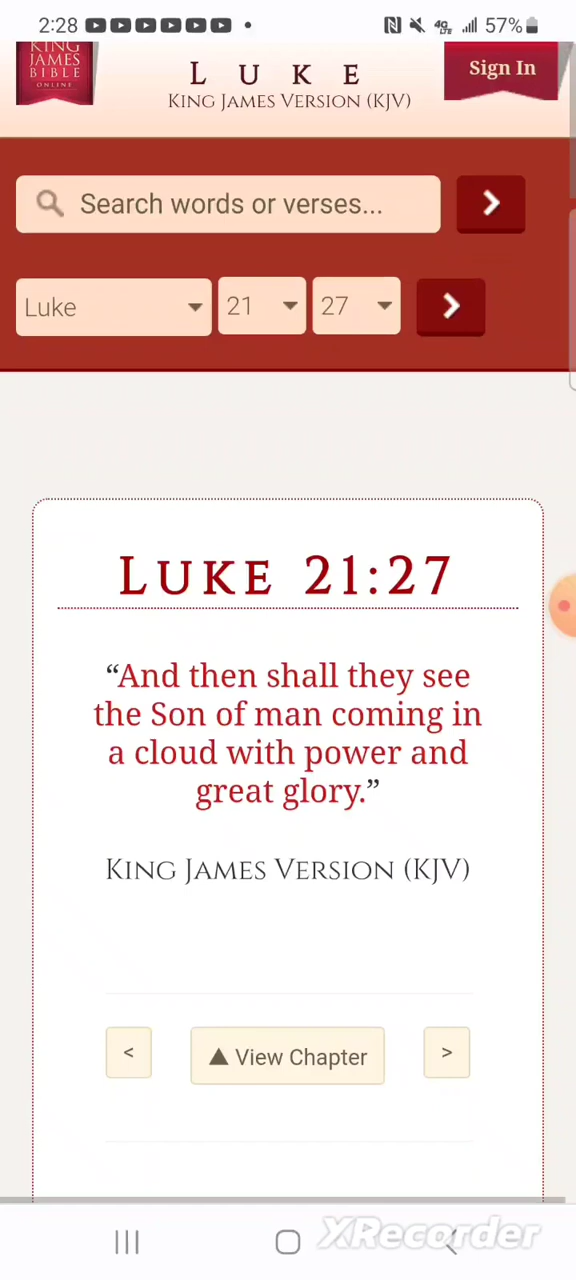 2:28 57%
KING
JAMES
BIBLE
ONLINE
LUKE
KING JAMES VERSION (KJV)
Sign In
Search words or verses...
Luke 21 27
LUKE 21:27
“And then shall they see
the Son of man coming in
a cloud with power and
great glory.”
KING JAMES VERSION (KJV)
< ▲ View Chapter >
XRecorder